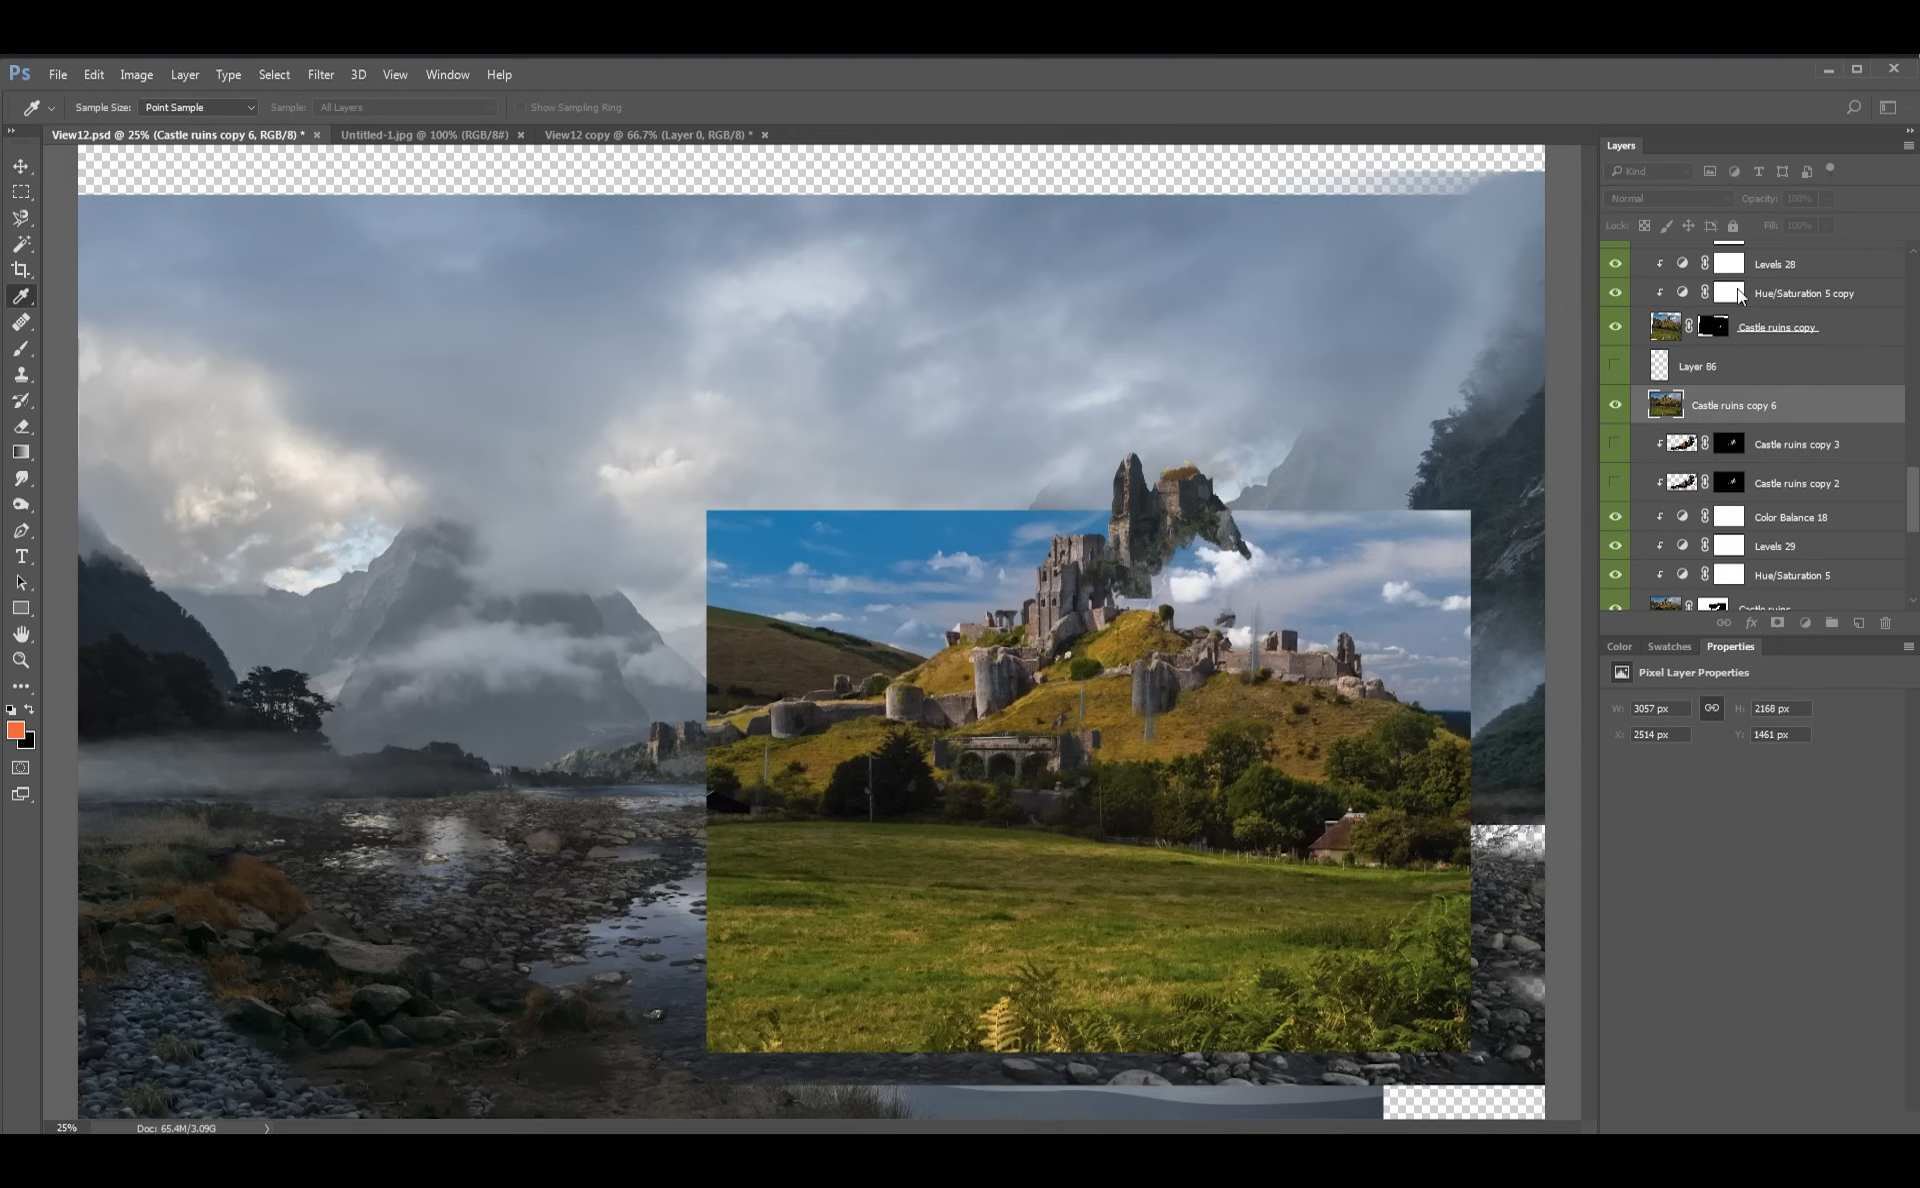 Ps File Edit Image Layer Type Select Filter 3D View Window Help
Sample Size: Point Sample Sample: All Layers Show Sampling Ring
View12.psd @ 25% (Castle ruins copy 6, RGB/8) * Untitled-1.jpg @ 100% (RGB/8#) View12 copy @ 66.7% (Layer 0, RGB/8) *
Layers
Kind
Normal Opacity: 100%
Lock: Fill: 100%
Levels 28
Hue/Saturation 5 copy
Castle ruins copy
Layer 86
Castle ruins copy 6
Castle ruins copy 3
Castle ruins copy 2
Color Balance 18
Levels 29
Hue/Saturation 5
Castle ruins
Color Swatches Properties
Pixel Layer Properties
W: 3057 px H: 2168 px
X: 2514 px Y: 1461 px
25% Doc: 65.4M/3.09G